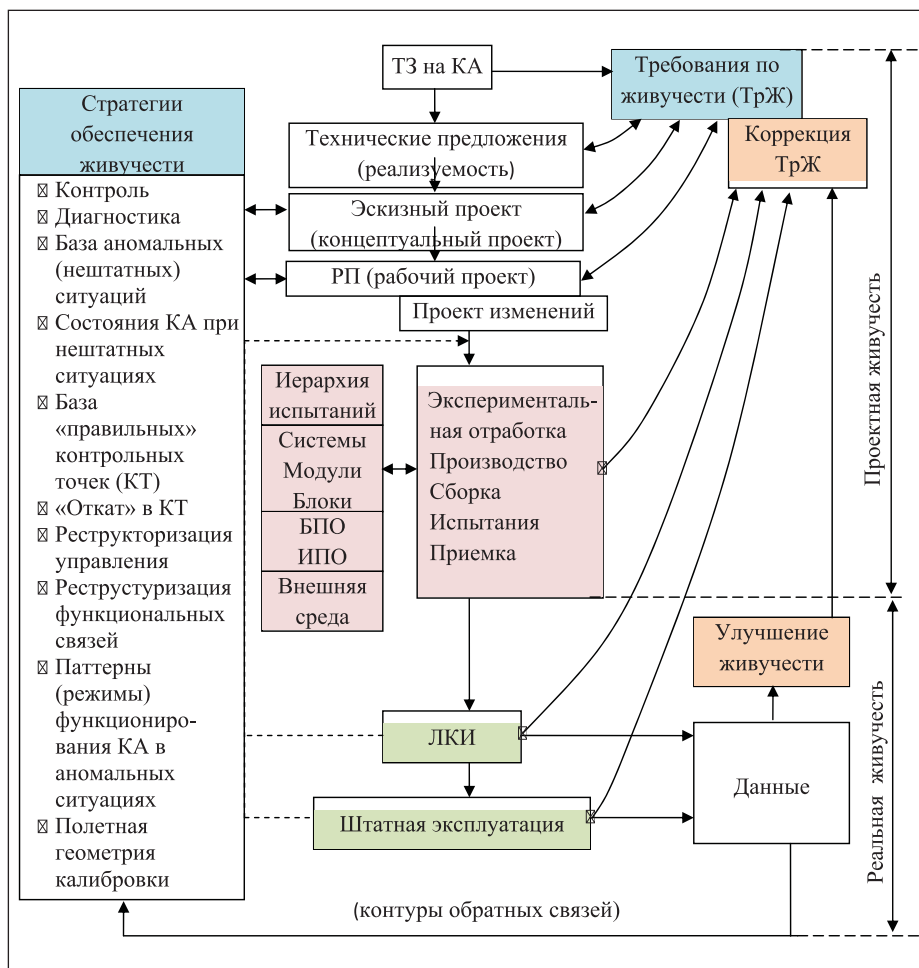 ТЗ на КА
Требования по
живучести (ТрЖ)
Коррекция
ТрЖ
Стратегии
обеспечения
живучести
Контроль
Диагностика
База аномальных
(нештатных)
ситуаций
Состояния КА при
нештатных
ситуациях
База
«правильных»
контрольных
точек (КТ)
«Откат» в КТ
Реструкторизация
управления
Реструстуризация
функциональных
связей
Паттерны
(режимы)
функциониро-
вания КА в
аномальных
ситуациях
Полетная
геометрия
калибровки
Технические предложения
(реализуемость)
Эскизный проект
(концептуальный проект)
РП (рабочий проект)
Проект изменений
Иерархия
испытаний
Системы
Модули
Блоки
БПО
ИПО
Внешняя
среда
Эксперименталь-
ная отработка
Производство
Сборка
Испытания
Приемка
Проектная живучесть
Улучшение
живучести
ЛКИ
Данные
Штатная эксплуатация
Реальная живучесть
(контуры обратных связей)